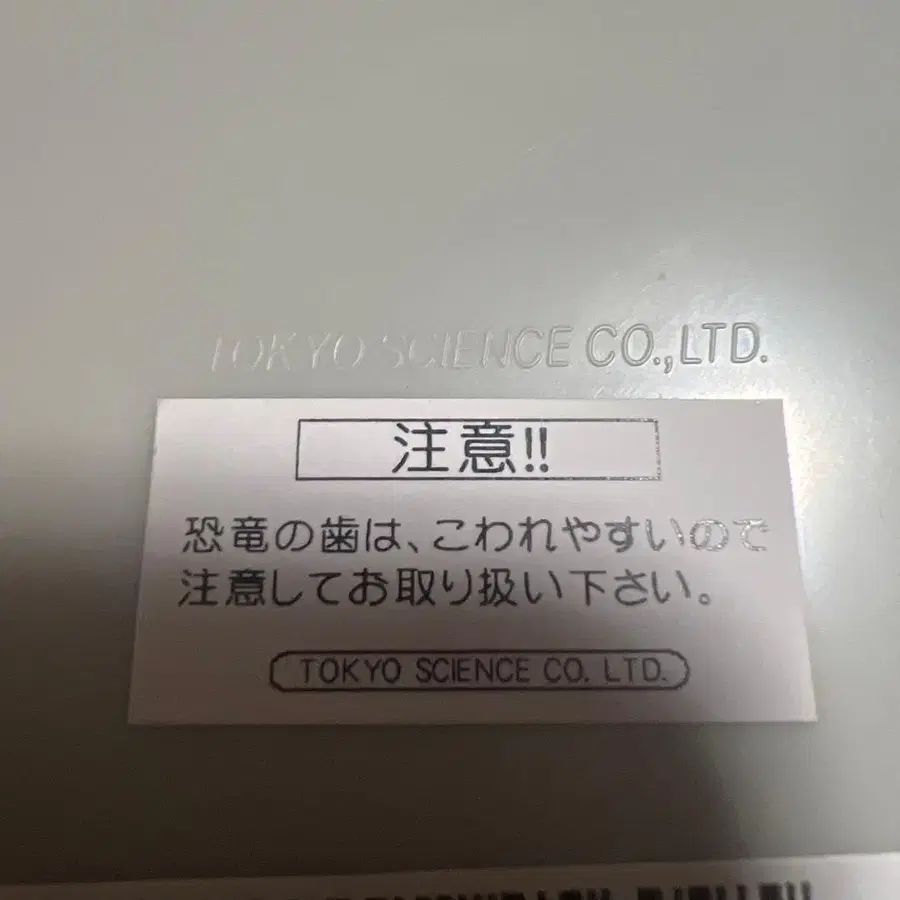 TOKYO SCIENCE CO.,LTD.
注意!!
恐竜の歯は、こわれやすいので
注意してお取り扱い下さい。
TOKYO SCIENCE CO. LTD.